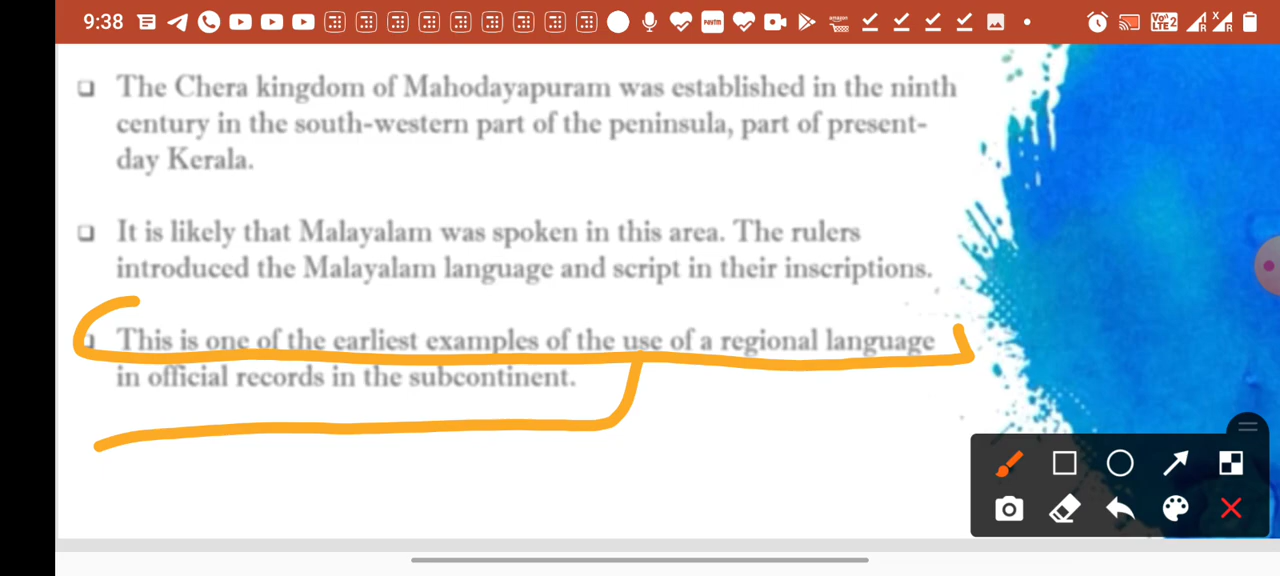 9:38
The Chera kingdom of Mahodayapuram was established in the ninth
century in the south-western part of the peninsula, part of present-
day Kerala.
It is likely that Malayalam was spoken in this area. The rulers
introduced the Malayalam language and script in their inscriptions.
This is one of the earliest examples of the use of a regional language
in official records in the subcontinent.